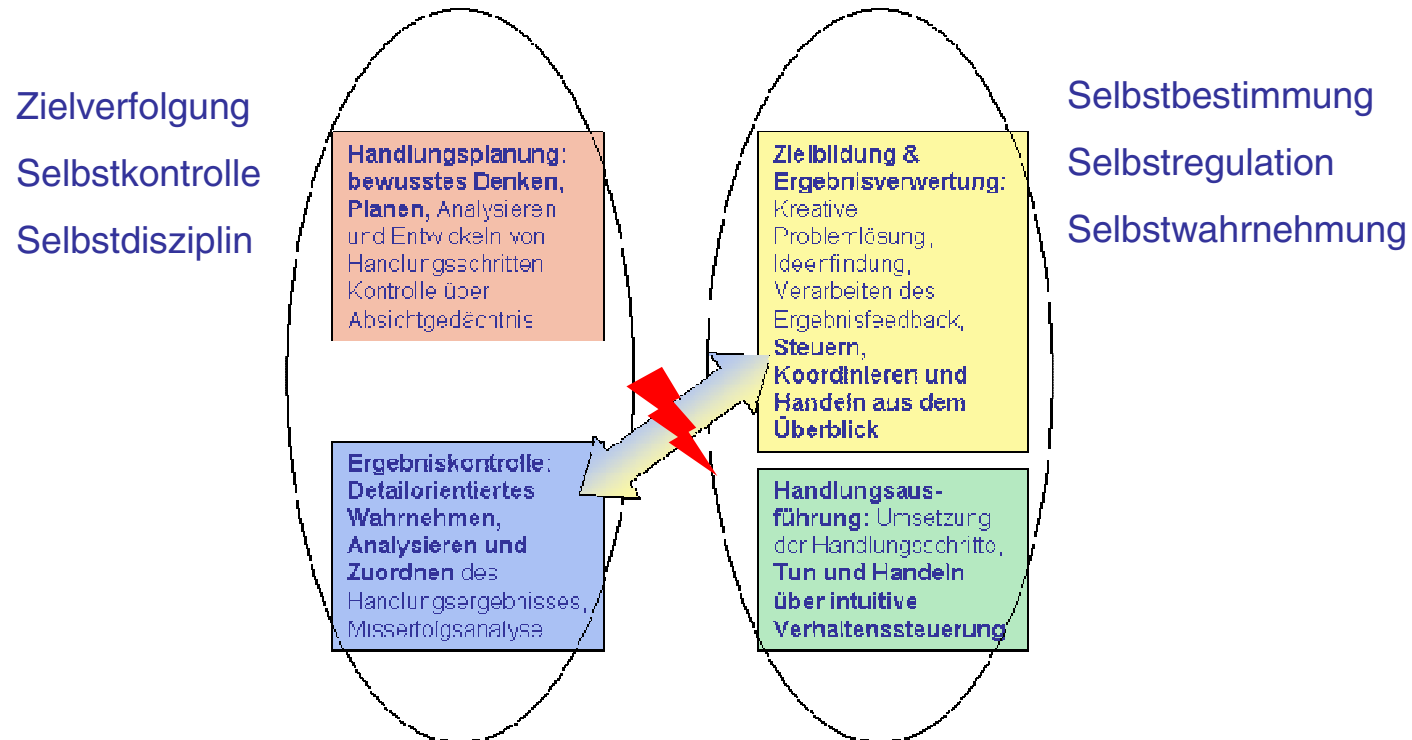 Zielverfolgung
Selbstkontrolle
Selbstdisziplin
Handlungsplanung:
bewusstes Denken,
Planen, Analysieren
und Entwickeln von
Handlungsschritten
Kontrolle über
Absichtgedächtnis
Ergebniskontrolle:
Detailorientiertes
Wahrnehmen,
Analysieren und
Zuordnen des
Handlungsergebnisses,
Misserfolgsanalyse
Zielbildung &
Ergebnisverwertung:
Kreative
Problemlösung,
Ideenfindung,
Verarbeiten des
Ergebnisfeedback,
Steuern,
Koordinieren und
Handeln aus dem
Überblick
Handlungsaus-
führung: Umsetzung
der Handlungsschritte,
Tun und Handeln
über intuitive
Verhaltenssteuerung
Selbstbestimmung
Selbstregulation
Selbstwahrnehmung